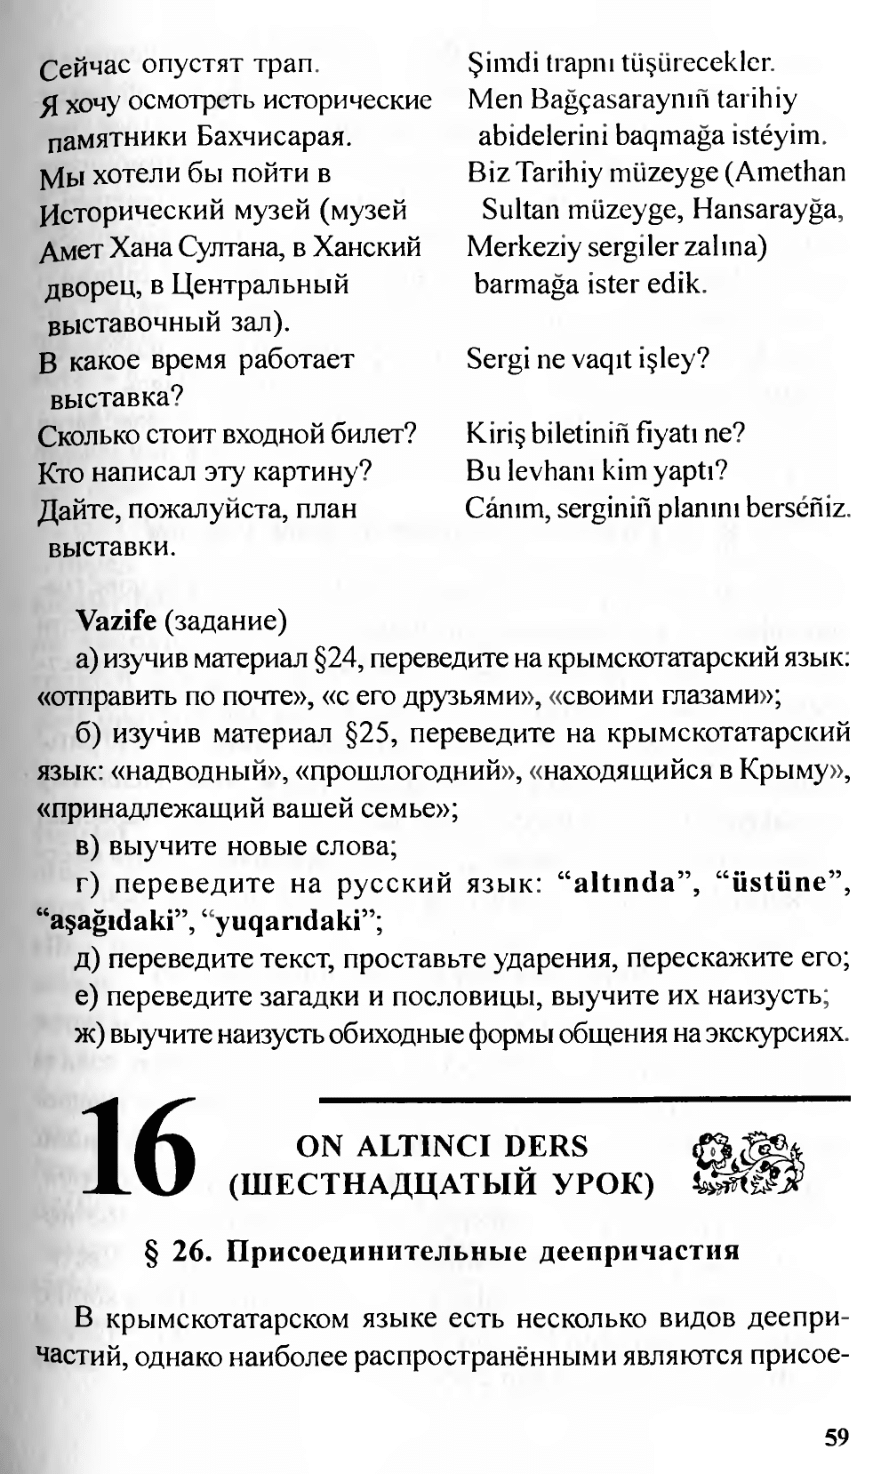 Сейчас опустят трап.
Şimdi trapnı tüşürecekler.
Я хочу осмотреть исторические
Men Bağçasaraynıñ tarihiy
памятники Бахчисарая.
abidelerini baqmağa istéyim.
Мы хотели бы пойти в
Biz Tarihiy müzeyge (Amethan
Исторический музей (музей
Sultan müzeyge, Hansarayğa,
Амет Хана Султана, в Ханский
Merkeziy sergiler zalına)
дворец, в Центральный
barmağa ister edik.
выставочный зал).
В какое время работает
Sergi ne vaqıt işley?
выставка?
Сколько стоит входной билет?
Kiriş biletiniñ fiyatı ne?
Кто написал эту картину?
Bu levhanı kim yaptı?
Дайте, пожалуйста, план
Cánım, serginiñ planını berséñiz.
выставки.
Vazife (задание)
а) изучив материал §24, переведите на крымскотатарский язык:
«отправить по почте», «с его друзьями», «своими глазами»;
б) изучив материал §25, переведите на крымскотатарский
язык: «надводный», «прошлогодний», «находящийся в Крыму»,
«принадлежащий вашей семье»;
в) выучите новые слова;
г) переведите на русский язык: “altında”, “üstüne”,
“aşağıdaki”, “yuqarıdaki”;
д) переведите текст, проставьте ударения, перескажите его;
е) переведите загадки и пословицы, выучите их наизусть;
ж) выучите наизусть обиходные формы общения на экскурсиях.
16
ON ALTINCI DERS
(ШЕСТНАДЦАТЫЙ УРОК)
§ 26. Присоединительные деепричастия
В крымскотатарском языке есть несколько видов деепри-
частий, однако наиболее распространёнными являются присое-
59